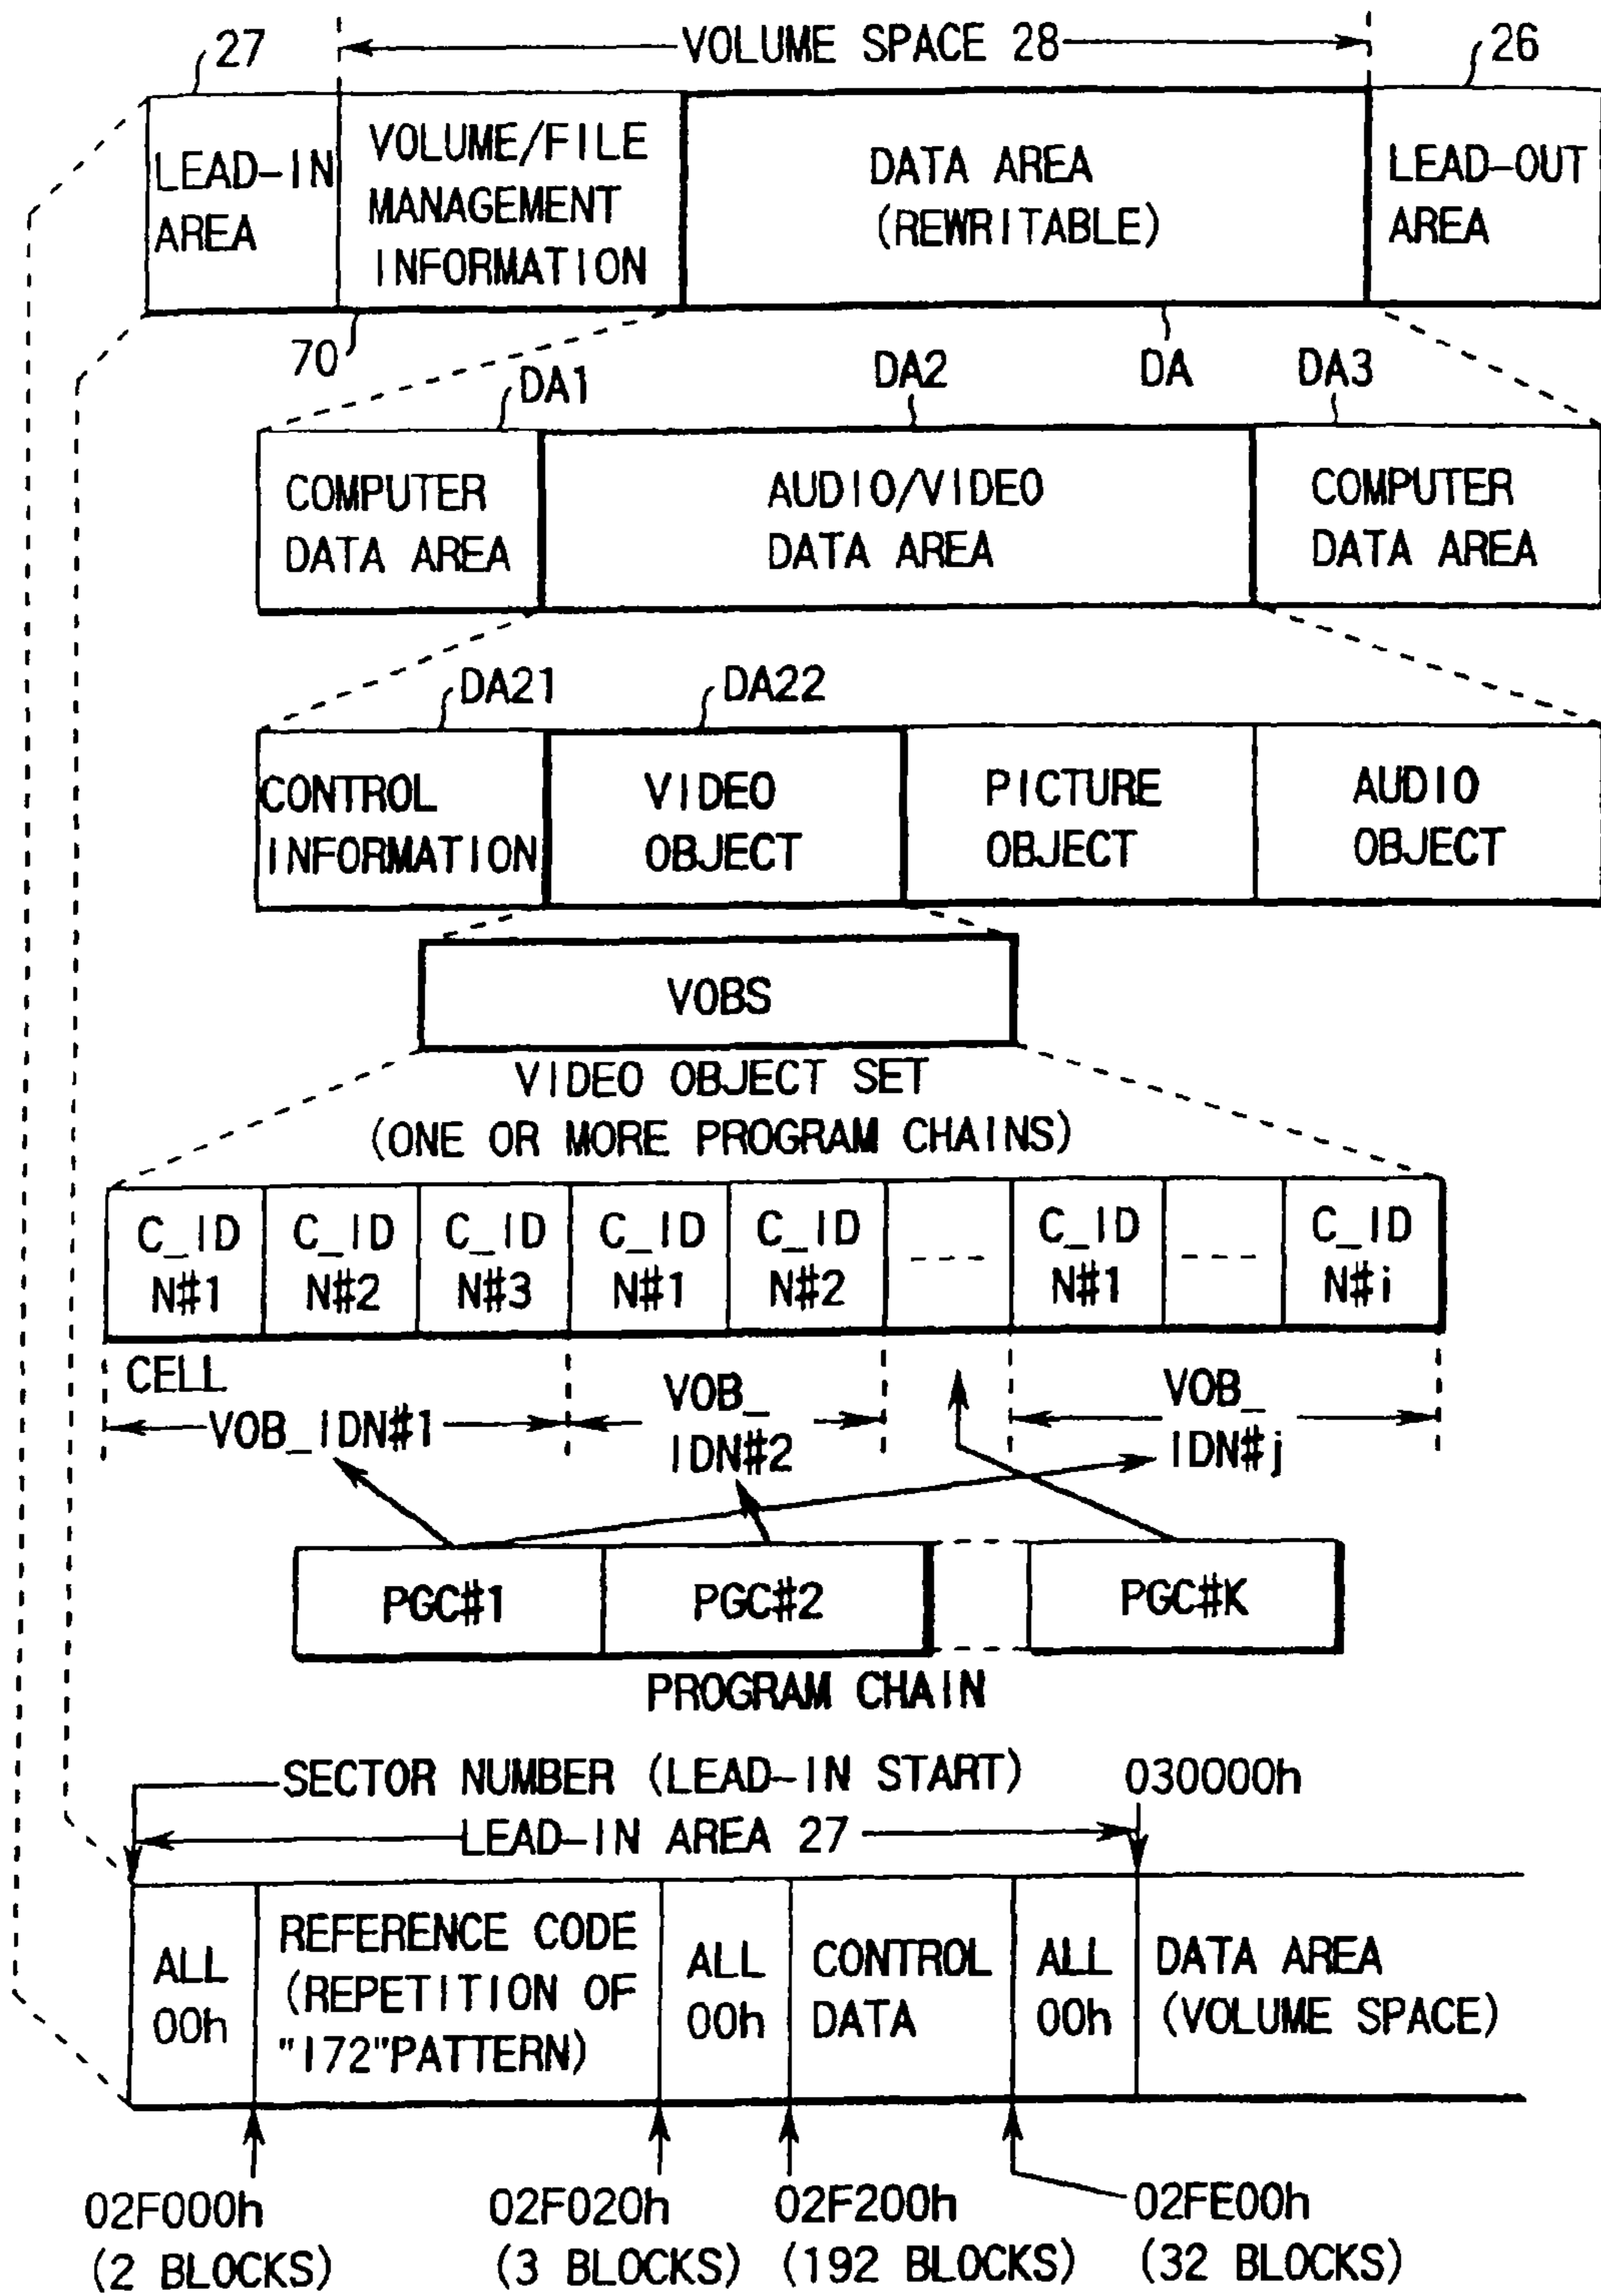 27
VOLUME SPACE 28
26
LEAD-IN
AREA
VOLUME/FILE
MANAGEMENT
INFORMATION
DATA AREA
(REWRITABLE)
LEAD-OUT
AREA
70
DA1
DA2
DA
DA3
COMPUTER
DATA AREA
AUDIO/VIDEO
DATA AREA
COMPUTER
DATA AREA
DA21
DA22
CONTROL
INFORMATION
VIDEO
OBJECT
PICTURE
OBJECT
AUDIO
OBJECT
VOBS
VIDEO OBJECT SET
(ONE OR MORE PROGRAM CHAINS)
C_ID
N#1
C_ID
N#2
C_ID
N#3
C_ID
N#1
C_ID
N#2
C_ID
N#1
C_ID
N#i
CELL
VOB_IDN#1
VOB_
IDN#2
VOB_
IDN#j
PGC#1
PGC#2
PGC#K
PROGRAM CHAIN
SECTOR NUMBER (LEAD-IN START)
030000h
LEAD-IN AREA 27
ALL
00h
REFERENCE CODE
(REPETITION OF
"172"PATTERN)
ALL
00h
CONTROL
DATA
ALL
00h
DATA AREA
(VOLUME SPACE)
02F000h
(2 BLOCKS)
02F020h
(3 BLOCKS)
02F200h
(192 BLOCKS)
02FE00h
(32 BLOCKS)